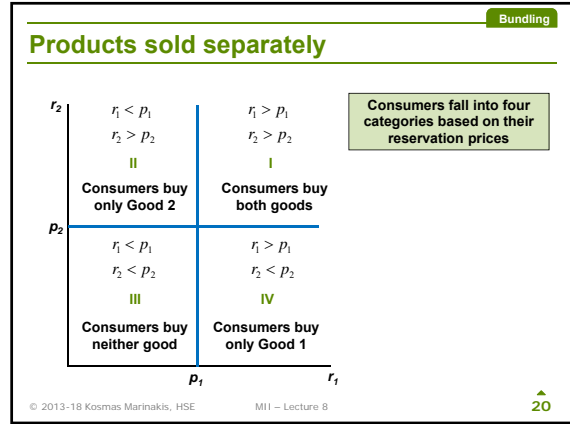 Bundling
Products sold separately
r₂
r₁ < p₁
r₂ > p₂
II
Consumers buy
only Good 2
r₁ > p₁
r₂ > p₂
I
Consumers buy
both goods
Consumers fall into four
categories based on their
reservation prices
p₂
r₁ < p₁
r₂ < p₂
III
Consumers buy
neither good
r₁ > p₁
r₂ < p₂
IV
Consumers buy
only Good 1
p₁
r₁
© 2013-18 Kosmas Marinakis, HSE
MII – Lecture 8
20